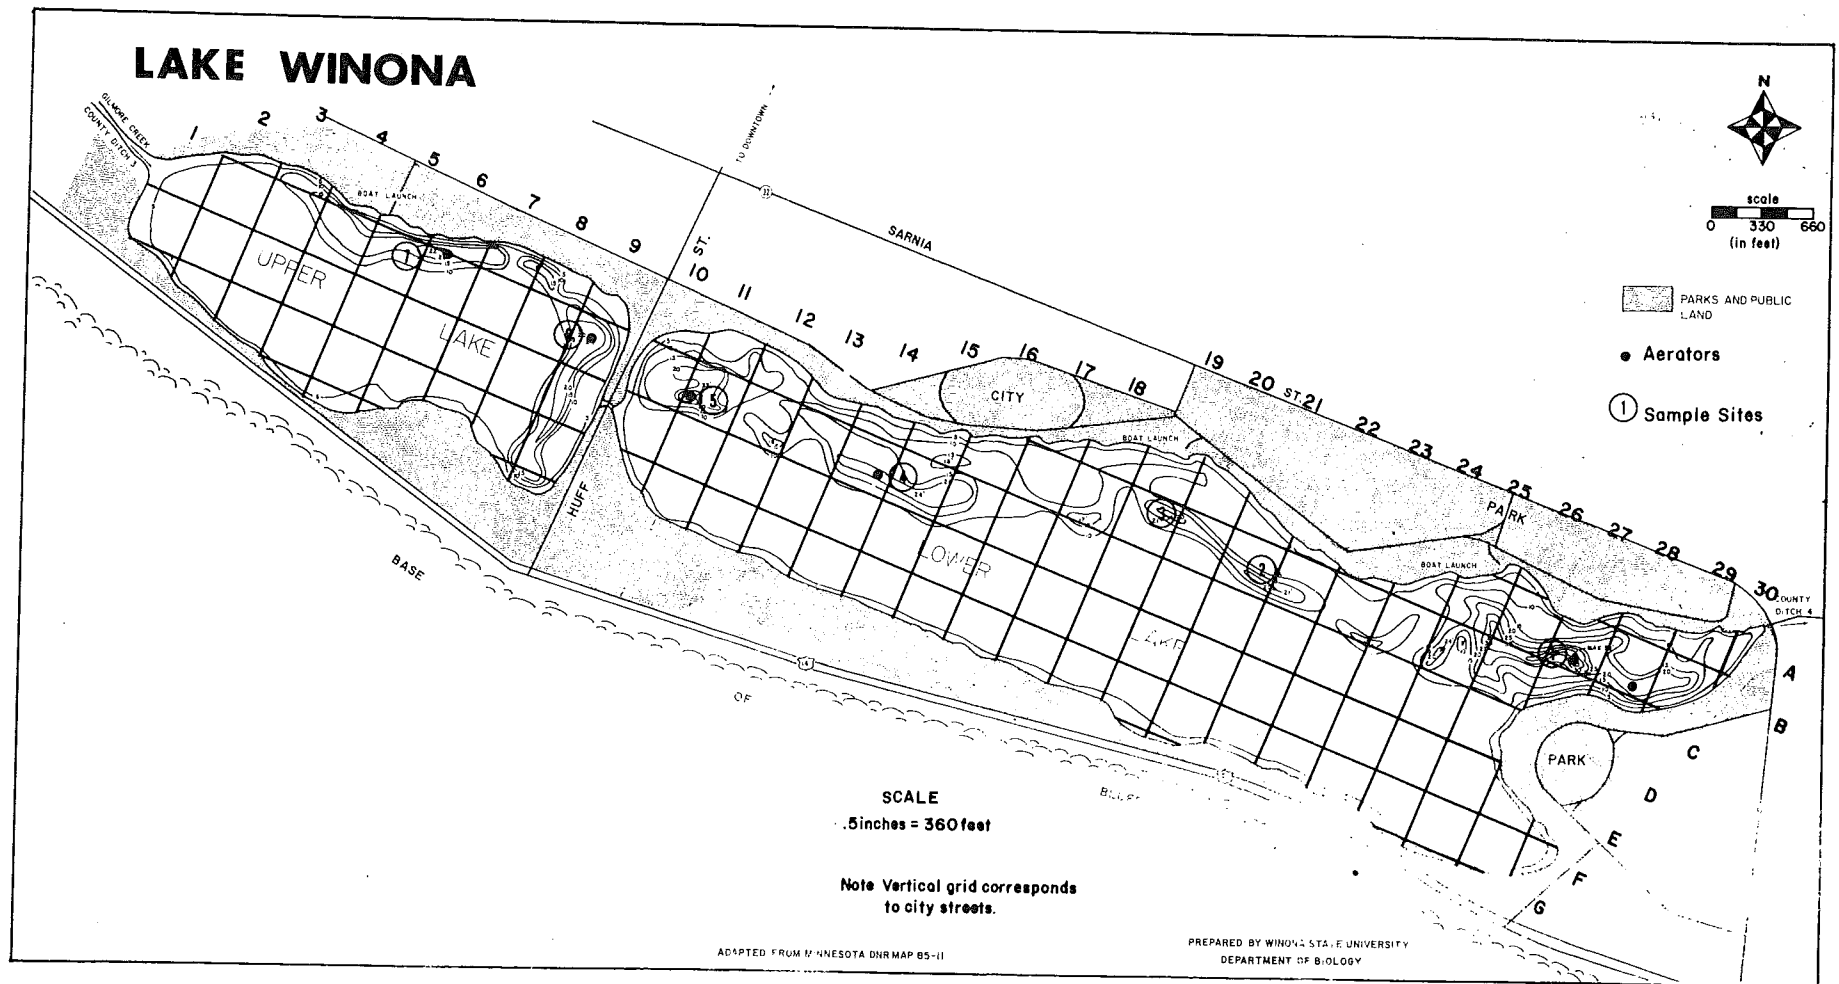 LAKE WINONA
GILMORE CREEK
COUNTY DITCH 3
1 2 3 4 5 6 7 8 9 10 11 12 13 14 15 16 17 18 19 20 21 22 23 24 25 26 27 28 29 30
TO DOWNTOWN
N
scale
0 330 660
(in feet)
PARKS AND PUBLIC
LAND
Aerators
1 Sample Sites
BOAT LAUNCH
UPPER
LAKE
HUFF ST.
SARNIA ST.
CITY
BOAT LAUNCH
LOWER
LAKE
BOAT LAUNCH
PARK
COUNTY
DITCH 4
PARK
A
B
C
D
E
F
G
BASE
OF
SCALE
.5inches = 360feet
Note Vertical grid corresponds
to city streets.
ADAPTED FROM MINNESOTA DNR MAP 85-11
PREPARED BY WINONA STATE UNIVERSITY
DEPARTMENT OF BIOLOGY